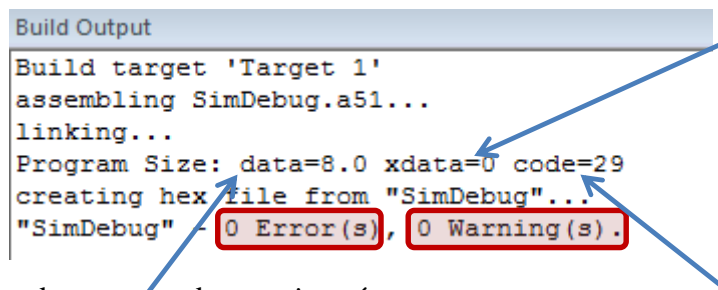 Build Output
Build target 'Target 1'
assembling SimDebug.a51...
linking...
Program Size: data=8.0 xdata=0 code=29
creating hex file from "SimDebug"...
"SimDebug" - 0 Error(s), 0 Warning(s).